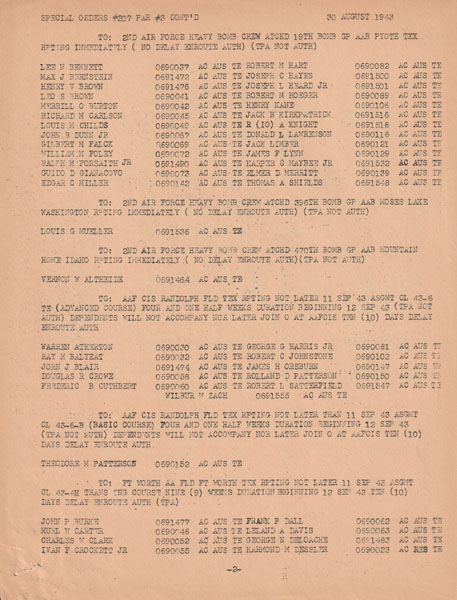 SPECIAL ORDERS #207 PAR #3 CONT'D 30 AUGUST 1943
TO: 2ND AIR FORCE HEAVY BOMB CREW ATCHD 19TH BOMB GP AAB PYOTE TEX
RPTING IMMEDIATELY ( NO DELAY ENROUTE AUTH) (TPA NOT AUTH)
LEE N BENNETT 0690037 AC AUS TE ROBERT M HART 0690082 AC AUS TE
MAX J BERNSTEIN 0691472 AC AUS TE JOSEPH C HAYES 0691500 AC AUS TE
HENRY V BROWN 0691476 AC AUS TE JOSEPH L HEARD JR 0691501 AC AUS TE
LEO S BROWN 0690041 AC AUS TE ROBERT M HOEGER 0690089 AC AUS TE
MERRILL O BURTON 0690042 AC AUS TE HENRY KANE 0690106 AC AUS TE
RICHARD M CARLSON 0690045 AC AUS TE JACK B KIRKPATRICK 0691516 AC AUS TE
LOUIS M CHILDS 0690049 AC AUS TE R (IO) A KNIGHT 0691518 AC AUS TE
JOHN B DUNN JR 0690067 AC AUS TE DONALD L LAWRENSON 0690116 AC AUS TE
GILBERT M FALCK 0690069 AC AUS TE JACK LIMBER 0690121 AC AUS TE
WILLIAM M FOLEY 0690072 AC AUS TE JAMES F LYNN 0690129 AC AUS TE
RALPH M FORSAITH JR 0691490 AC AUS TE HARPER C MAYBEE JR 0691532 AC AUS TE
GUIDO D GIANACOVO 0690073 AC AUS TE ELMER D MERRITT 0690139 AC AUS TE
EDGAR C MILLER 0690142 AC AUS TE THOMAS A SHIELDS 0691548 AC AUS TE
TO: 2ND AIR FORCE HEAVY BOMB CREW ATCHD 396TH BOMB GP AAB MOSES LAKE
WASHINGTON RPTING IMMEDIATELY ( NO DELAY ENROUTE AUTH) (TPA NOT AUTH)
LOUIS G MUELLER 0691536 AC AUS TE
TO: 2ND AIR FORCE HEAVY BOMB CREW ATCHD 470TH BOMB GP AAB MOUNTAIN
HOME IDAHO RPTING IMMEDIATELY ( NO DELAY ENROUTE AUTH)(TPA NOT AUTH)
VERNON W ALTHEIDE 0691464 AC AUS TE
TO: AAF CIS RANDOLPH FLD TEX RPTING NOT LATER 11 SEP 43 ASGMT CL 43-6
TE (ADVANCED COURSE) FOUR AND ONE HALF WEEKS DURATION BEGINNING 12 SEP 43 (TPA NOT
AUTH) DEPENDENTS WILL NOT ACCOMPANY NOR LATER JOIN O AT AAFCIS TEN (10) DAYS DELAY
ENROUTE AUTH
WARREN ATHERTON 0690030 AC AUS TE GEORGE G HARRIS JR 0690081 AC AUS TE
RAY M BALYEAT 0690032 AC AUS TE ROBERT C JOHNSTONE 0690102 AC AUS TE
JOHN J BLAIR 0691474 AC AUS TE JAMES H ORSBURN 0690147 AC AUS TE
DOUGLAS R CROWE 0690058 AC AUS TE ROLLAND D PATTERSON 0690150 AC AUS TE
FREDERIC B CUTHBERT 0690060 AC AUS TE ROBERT L SATTERFIELD 0691547 AC AUS TE
WILBUR W ZACH 0691555 AC AUS TE
TO: AAF CIS RANDOLPH FLD TEX RPTING NOT LATER THAN 11 SEP 43 ASGMT
CL 43-6-B (BASIC COURSE) FOUR AND ONE HALF WEEKS DURATION BEGINNING 12 SEP 43
(TPA NOT AUTH) DEPENDENTS WILL NOT ACCOMPANY NOR LATER JOIN O AT AAFCIS TEN (10)
DAYS DELAY ENROUTE AUTH.
THEODORE M PATTERSON 0690152 AC AUS TE
TO: FT WORTH AA FLD FT WORTH TEX RPTING NOT LATER 11 SEP 43 ASGMT
CL 43-4H TRANS TNG COURSE NINE (9) WEEKS DURATION BEGINNING 12 SEP 43 TEN (10)
DAYS DELAY ENROUTE AUTH (TPA)
JOHN P BURKE 0691477 AC AUS TE FRANK P DALL 0690062 AC AUS TE
MURL W CARTER 0690046 AC AUS TE LELAND A DAVIS 0690063 AC AUS TE
CHARLES W CLARK 0690052 AC AUS TE GEORGE N DELOACHE 0691483 AC AUS TE
IVAN F CROCKETT JR 0690055 AC AUS TE HARMOND M DESSLER 0690023 AC RES TE
-2-